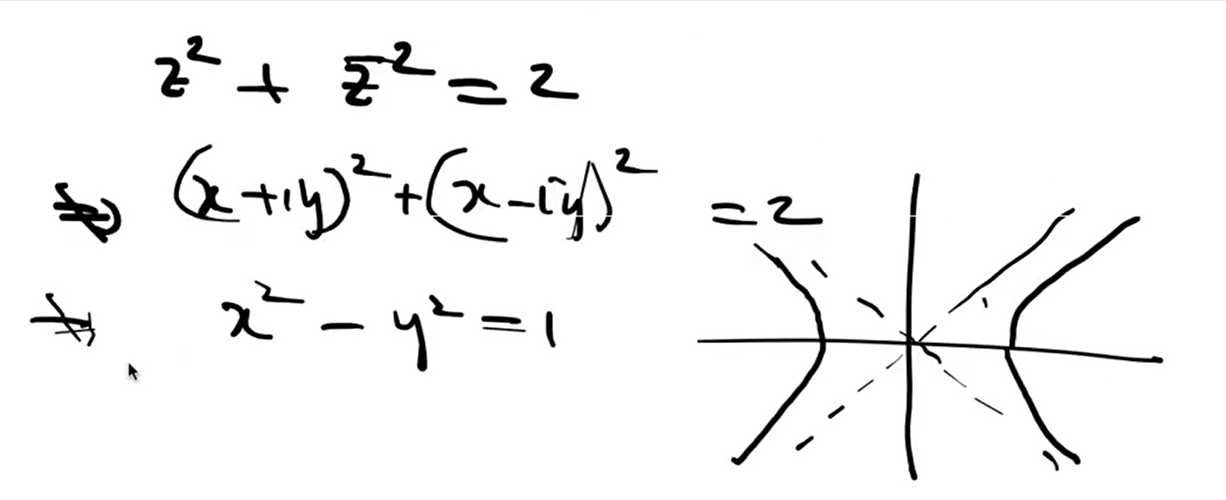 z² + z̄² = 2
⇒ (x+iy)² + (x-iy)² = 2
⇒ x² - y² = 1